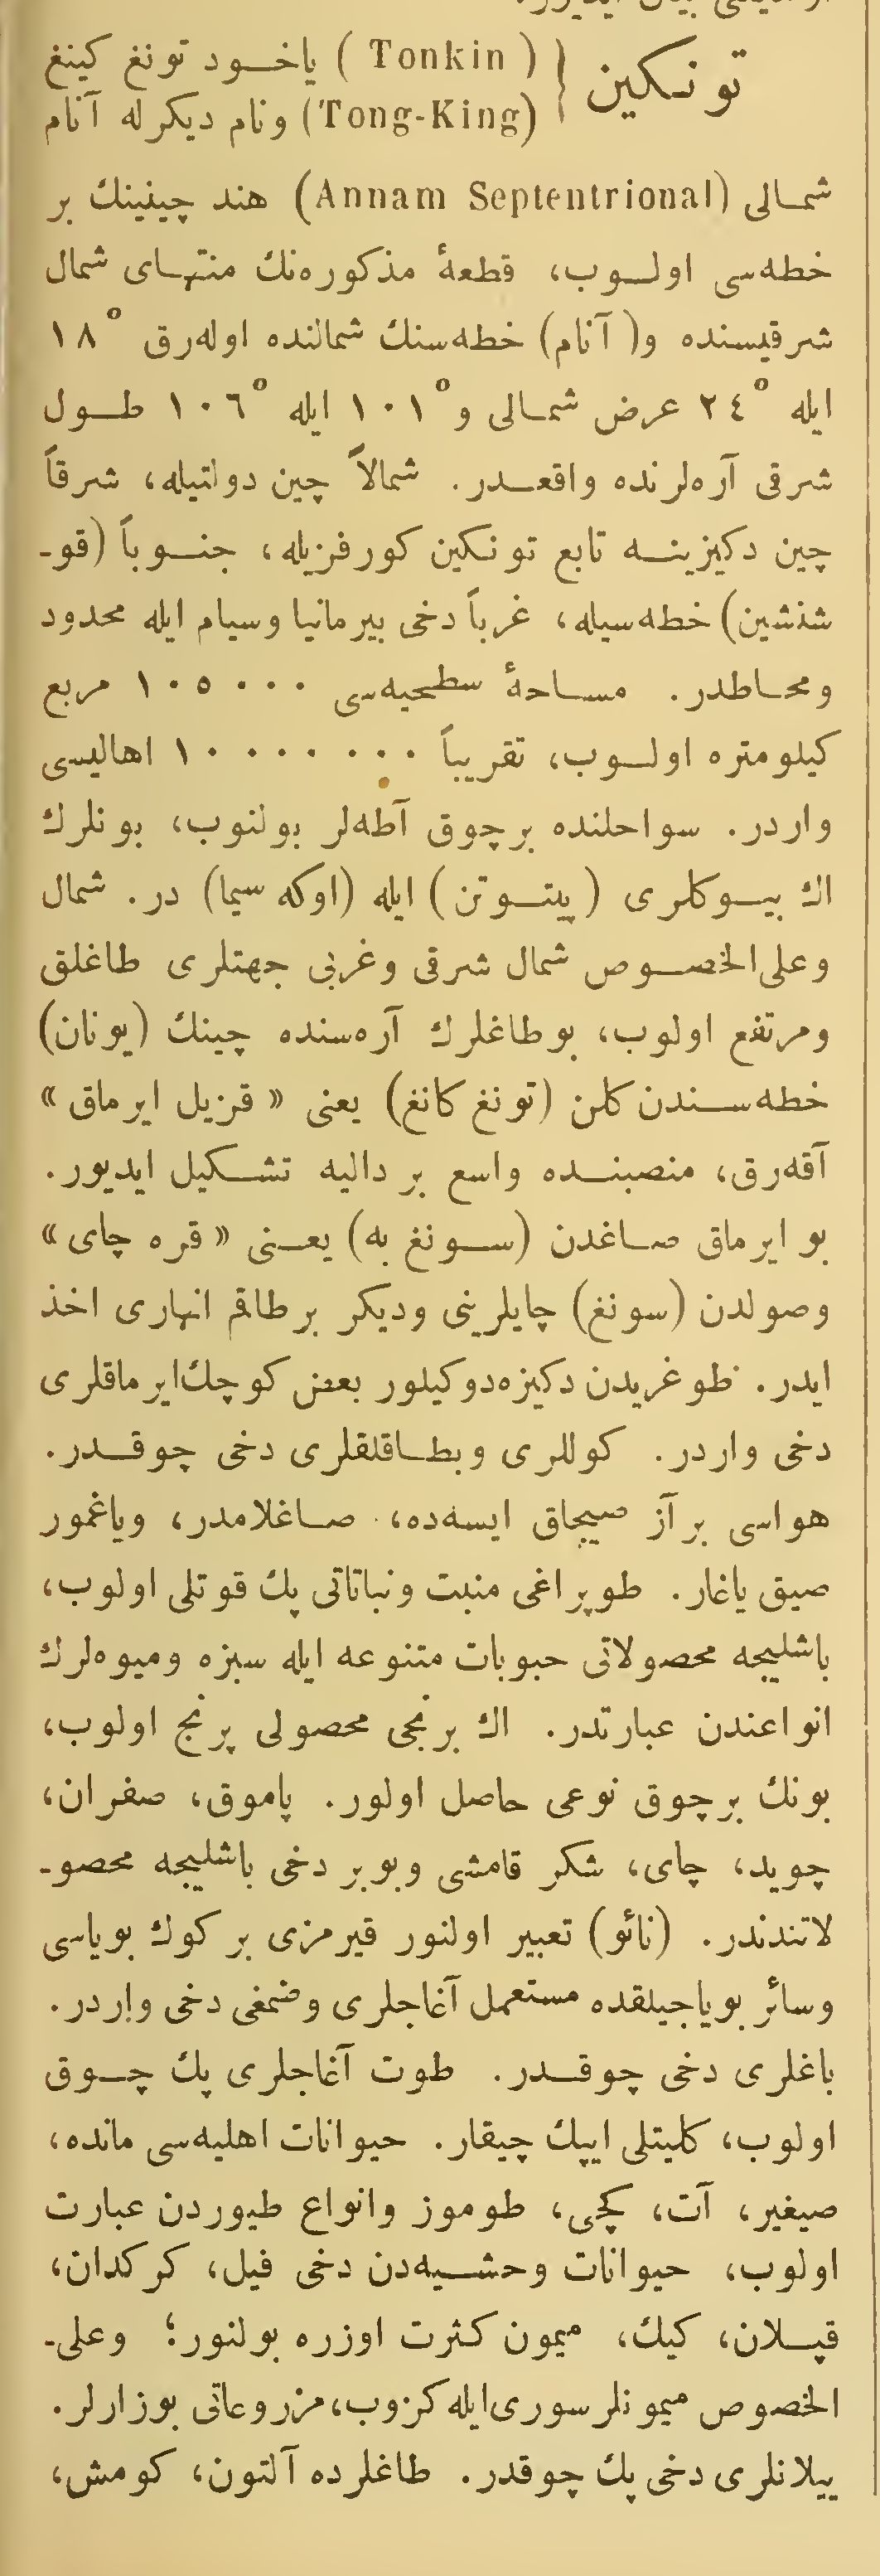 تونكين
(Tonkin) ياخود تونغ كينغ
(Tong-King) ونام ديكرله آنام
شمالى (Annam Septentrional) هند چينينك بر
خطه‌سى اولوب، قطعۀ مذكوره‌نك منتهاى شمال
شرقيسنده و(آنام) خطه‌سنك شمالنده اوله‌رق °١٨
ايله °٢٤ عرض شمالى و°١٠١ ايله °١٠٦ طول
شرقى آره‌لرنده واقعدر. شمالاً چين دولتيله، شرقاً
چين دكيزينه تابع تونكين كورفزيله، جنوباً (قو-
شنشين) خطه‌سيله، غرباً دخى بيرمانيا وسيام ايله محدود
ومحاطدر. مساحۀ سطحيه‌سى ١٠٥٠٠٠ مربع
كيلومتره اولوب، تقريباً ١٠٠٠٠٠٠٠ اهاليسى
واردر. سواحلنده برچوق آطه‌لر بولنوب، بونلرك
اك بيوكلرى (پيتوتن) ايله (اوكه سيما) در. شمال
وعلى‌الخصوص شمال شرقى وغربى جهتلرى طاغلق
ومرتفع اولوب، بوطاغلرك آره‌سنده چينك (يونان)
خطه‌سندن كلن (تونغ كانغ) يعنى « قزيل ايرماق »
آقه‌رق، منصبنده واسع بر داليه تشكيل ايديور.
بو ايرماق صاغدن (سونغ به) يعنى « قره چاى »
وصولدن (سونغ) چايلرينى وديكر برطاقم انهارى اخذ
ايدر. طوغريدن دكيزه‌دوكيلور بعض كوچك‌ايرماقلرى
دخى واردر. كوللرى وبطاقلقلرى دخى چوقدر.
هواسى برآز صيجاق ايسه‌ده، صاغلامدر، وياغمور
صيق ياغار. طوپراغى منبت ونباتاتى پك قوتلى اولوب،
باشليجه محصولاتى حبوبات متنوعه ايله سبزه وميوه‌لرك
انواعندن عبارتدر. اك برنجى محصولى پرنج اولوب،
بونك برچوق نوعى حاصل اولور. پاموق، صفران،
چويد، چاى، شكر قامشى وبوبر دخى باشليجه محصو-
لاتندندر. (نائو) تعبير اولنور قيرمزى بر كوك بوياسى
وسائر بوياجيلقده مستعمل آغاجلرى وضمغى دخى واردر.
باغلرى دخى چوقدر. طوت آغاجلرى پك چوق
اولوب، كليتلى ايپك چيقار. حيوانات اهليه‌سى مانده،
صيغير، آت، كچى، طوموز وانواع طيوردن عبارت
اولوب، حيوانات وحشيه‌دن دخى فيل، كركدان،
قپلان، كيك، ميمون كثرت اوزره بولنور؛ وعلى-
الخصوص ميمونلر سورى‌ايله كزوب، مزروعاتى بوزارلر.
ييلانلرى دخى پك چوقدر. طاغلرده آلتون، كومش،